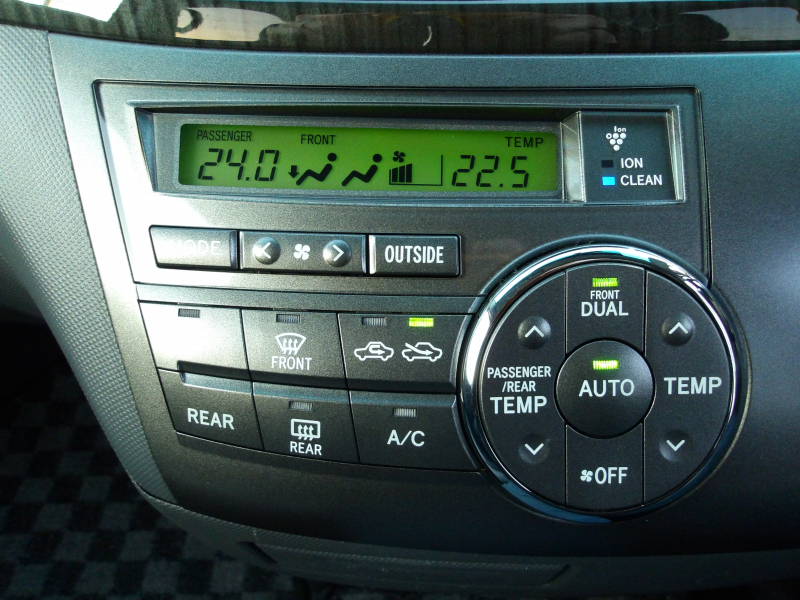 PASSENGER FRONT TEMP
24.0 22.5
Ion
ION
CLEAN
MODE
OUTSIDE
FRONT
REAR
REAR
A/C
FRONT
DUAL
PASSENGER
/REAR
TEMP
AUTO
TEMP
OFF